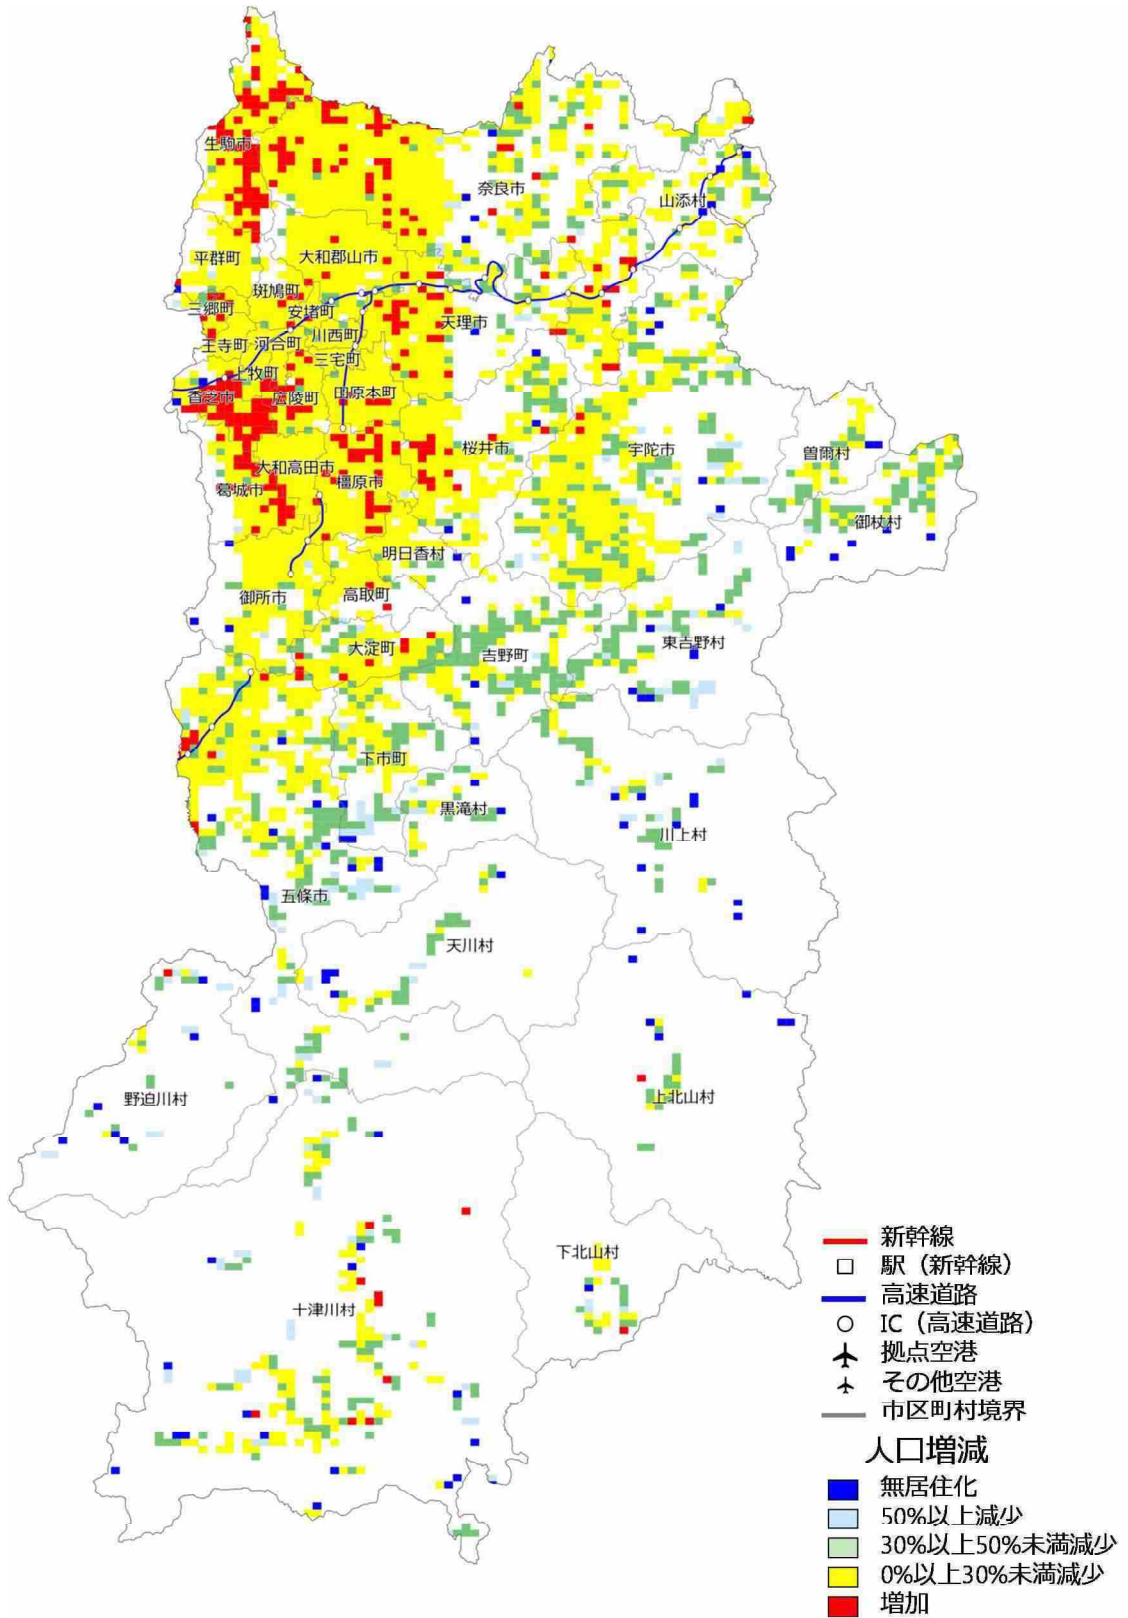 生駒市
奈良市
山添村
平群町
大和郡山市
斑鳩町
三郷町
安堵町
天理市
川西町
王寺町
河合町
三宅町
上牧町
香芝市
広陵町
田原本町
桜井市
宇陀市
曽爾村
大和高田市
橿原市
葛城市
御杖村
明日香村
御所市
高取町
大淀町
吉野町
東吉野村
下市町
黒滝村
川上村
五條市
天川村
野迫川村
上北山村
下北山村
十津川村
新幹線
駅（新幹線）
高速道路
IC（高速道路）
拠点空港
その他空港
市区町村境界
人口増減
無居住化
50%以上減少
30%以上50%未満減少
0%以上30%未満減少
増加